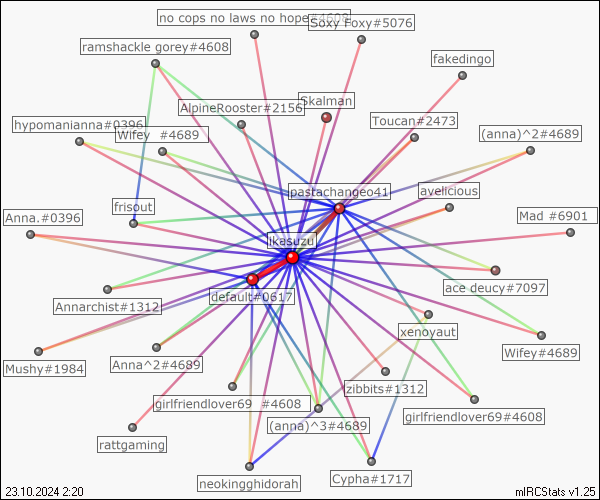 no cops no laws no hope#4608
Soxy Foxy#5076
ramshackle gorey#4608
fakedingo
AlpineRooster#2156
Skalman
hypomanianna#0396
Wifey #4689
Toucan#2473
(anna)^2#4689
pastachangeo41
avelicious
frisout
Anna.#0396
Mad #6901
ikasuzu
default#0617
ace deucy#7097
Annarchist#1312
xenoyaut
Mushy#1984
Anna^2#4689
Wifey#4689
zibbits#1312
girlfriendlover69 #4608
(anna)^3#4689
girlfriendlover69#4608
rattgaming
neokingghidorah
Cypha#1717
23.10.2024 2:20
mIRCStats v1.25